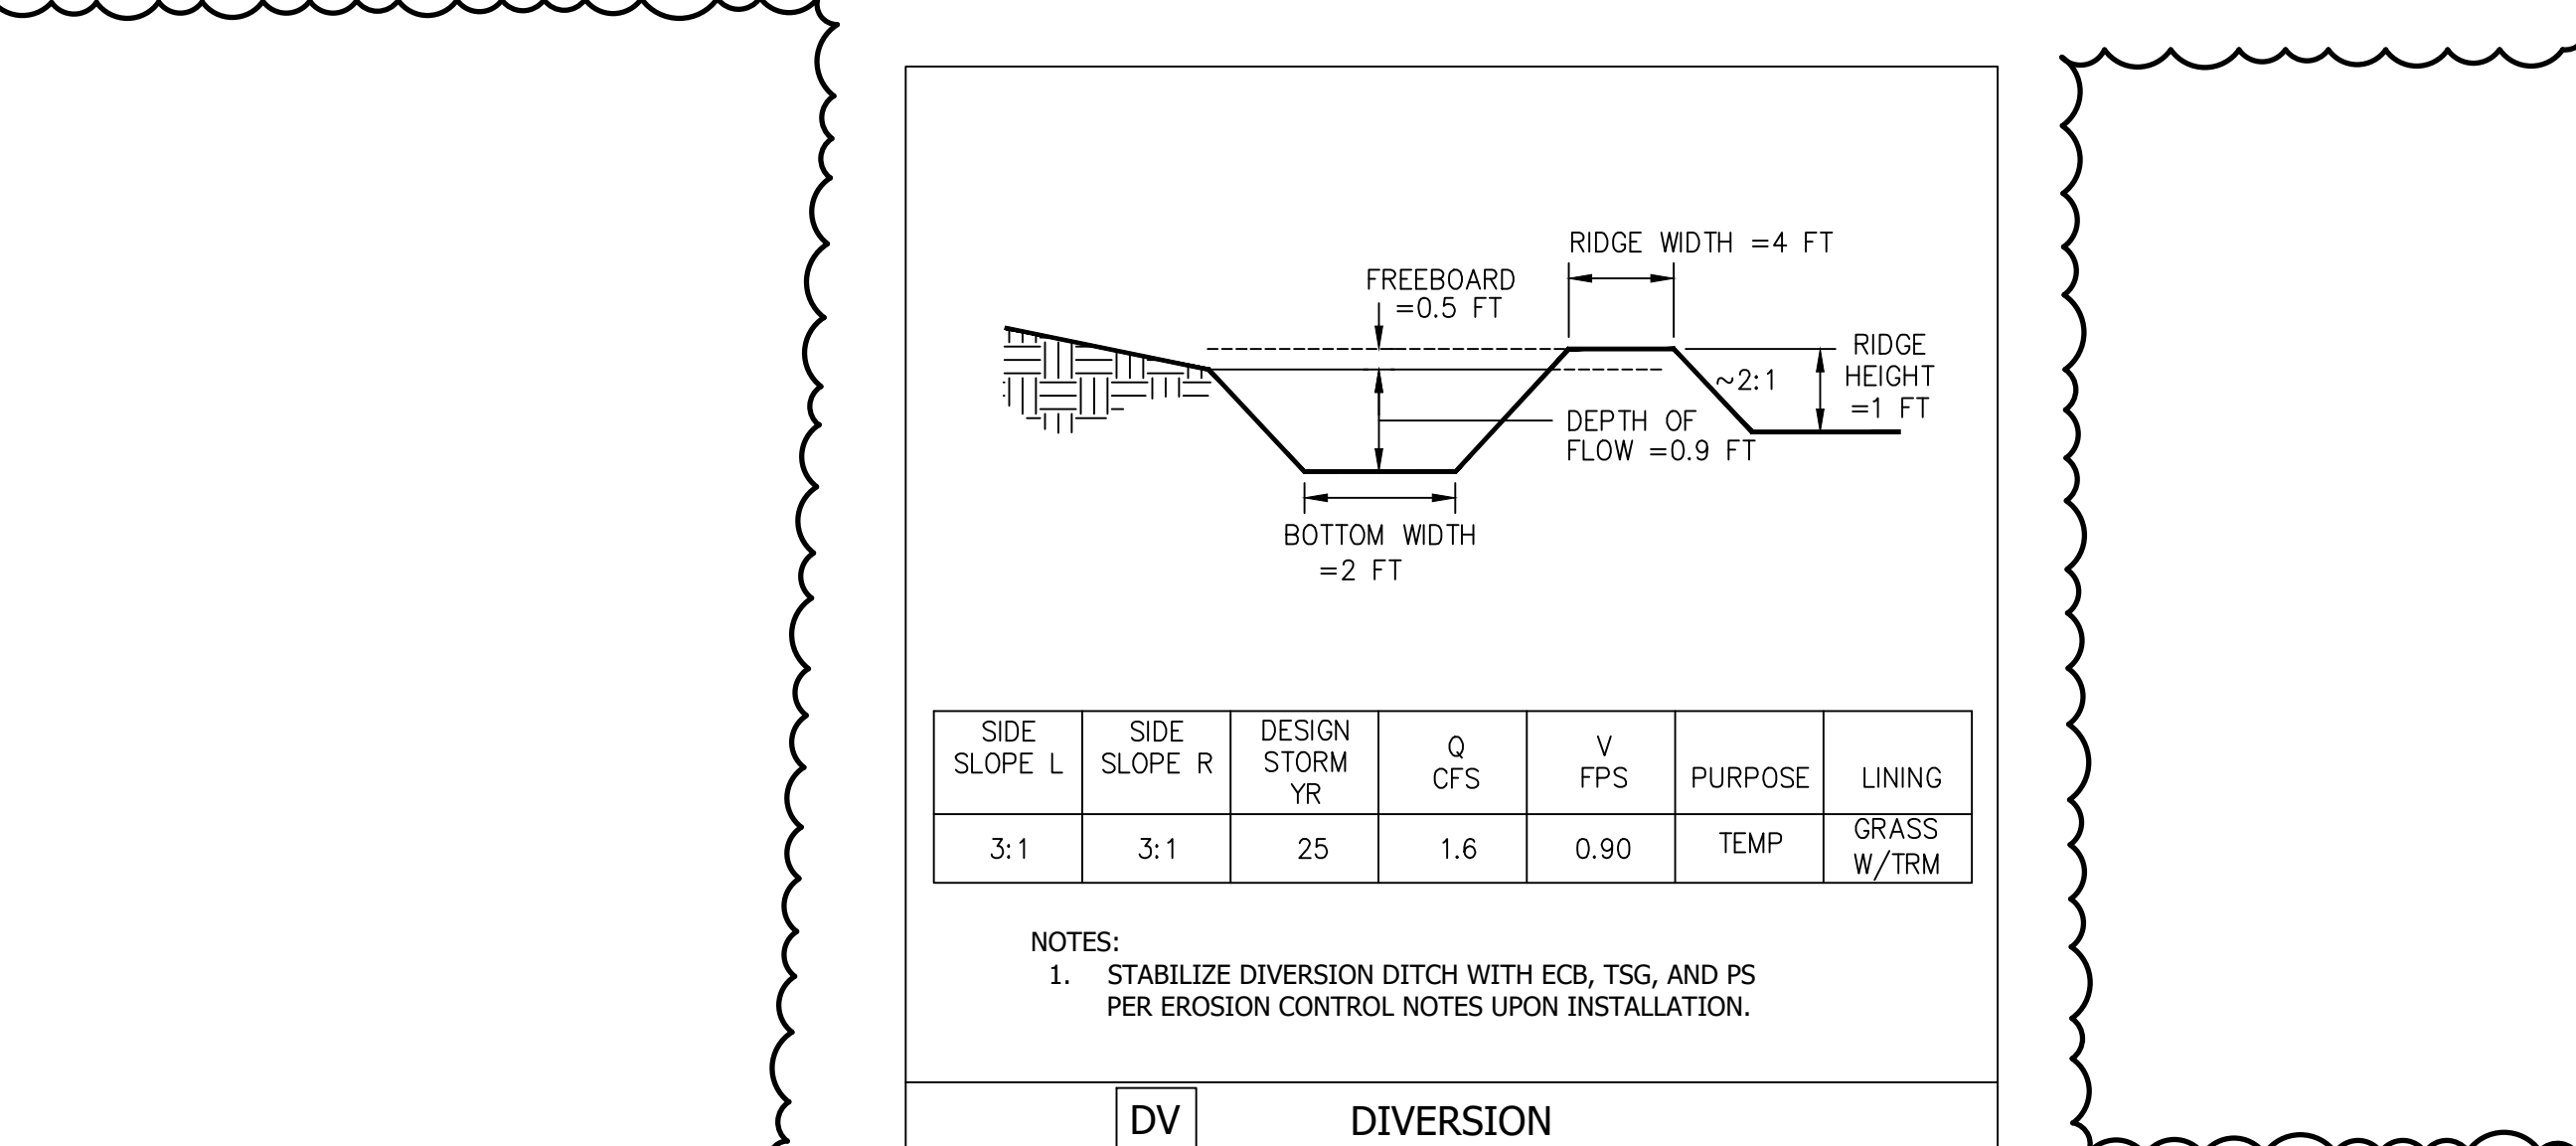 RIDGE WIDTH =4 FT
FREEBOARD
=0.5 FT
RIDGE
HEIGHT
=1 FT
~2:1
DEPTH OF
FLOW =0.9 FT
BOTTOM WIDTH
=2 FT
SIDE
SLOPE L
SIDE
SLOPE R
DESIGN
STORM
YR
Q
CFS
V
FPS
PURPOSE
LINING
3:1
3:1
25
1.6
0.90
TEMP
GRASS
W/TRM
NOTES:
1. STABILIZE DIVERSION DITCH WITH ECB, TSG, AND PS
PER EROSION CONTROL NOTES UPON INSTALLATION.
DV
DIVERSION